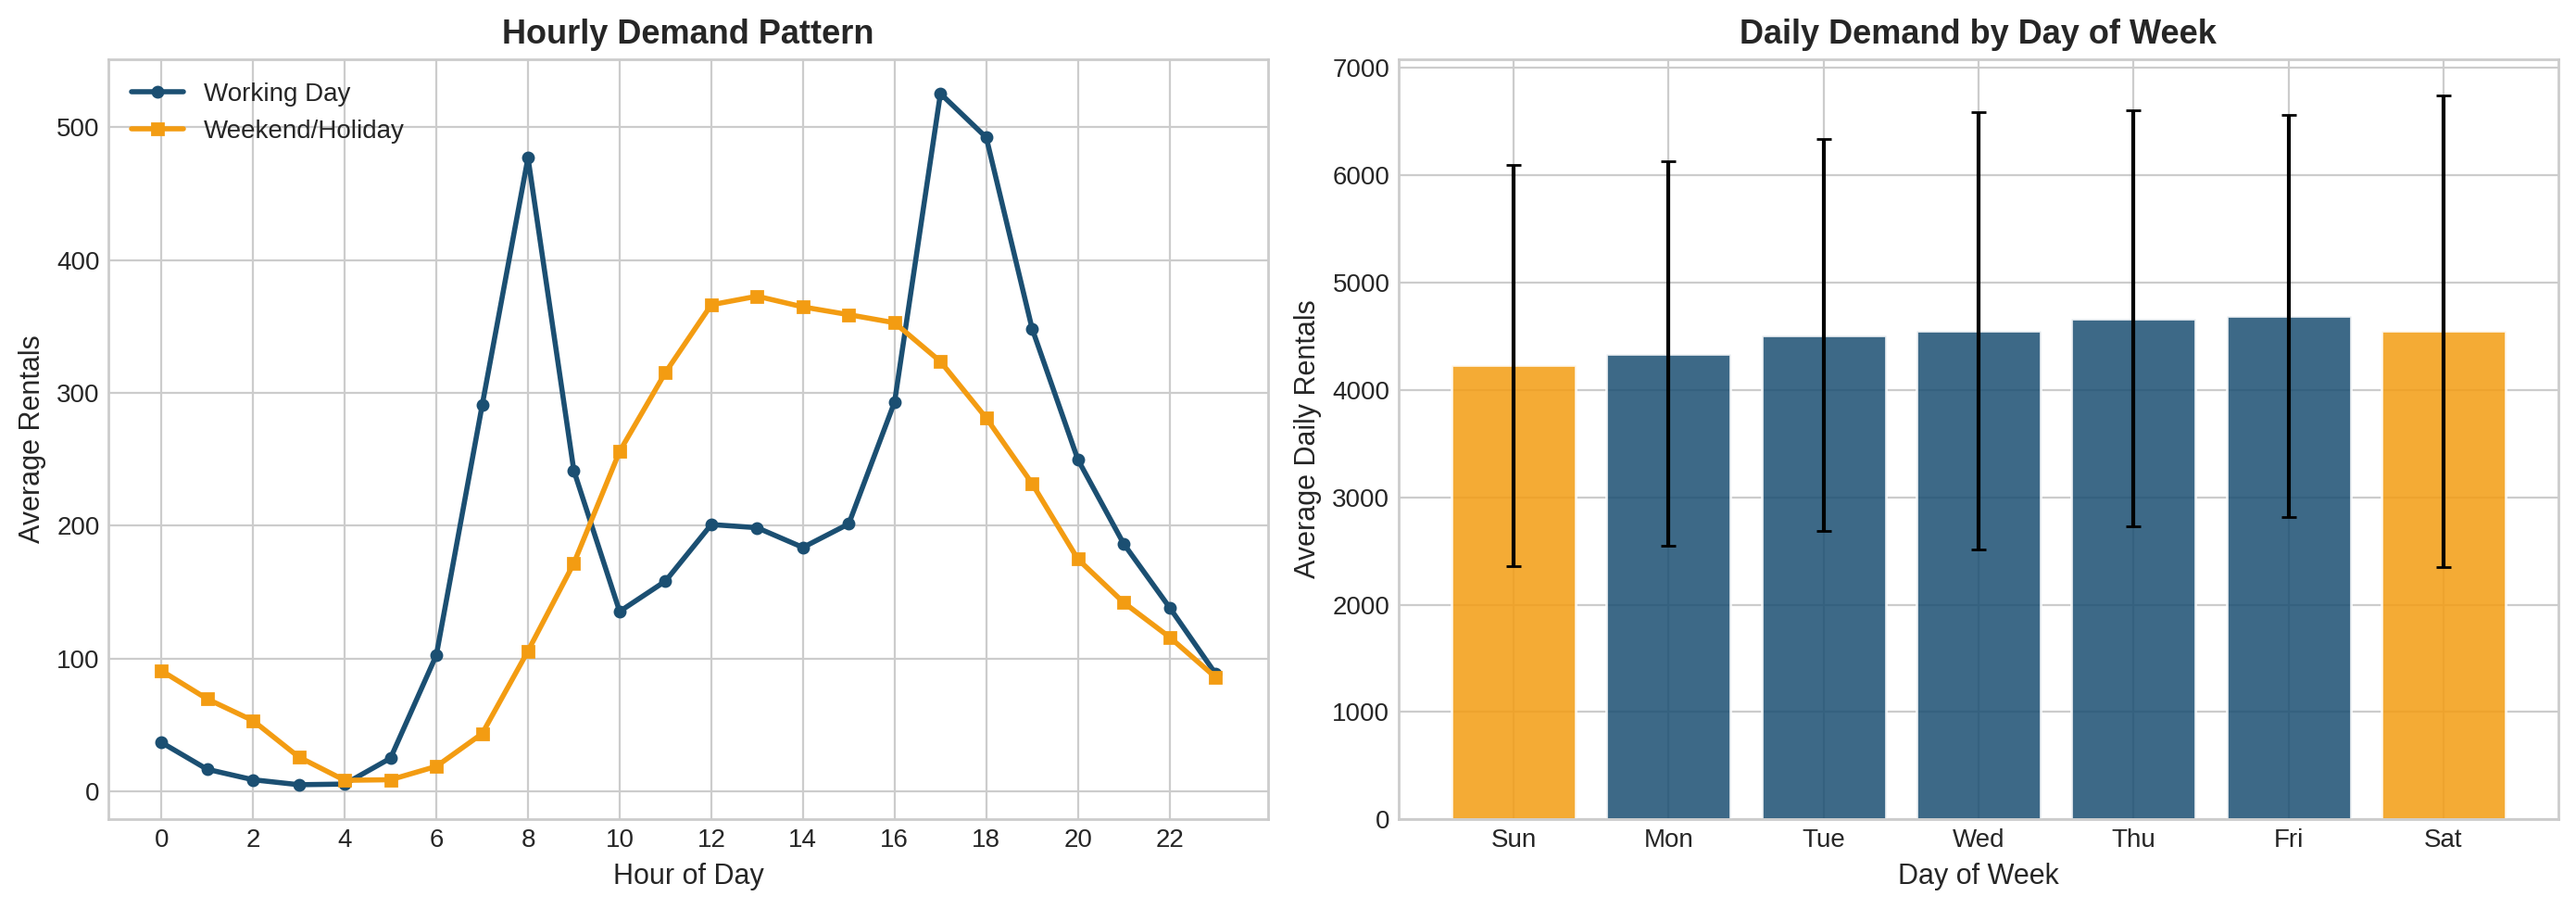 Hourly Demand Pattern
Working Day
Weekend/Holiday
500
400
300
200
100
0
Average Rentals
0 2 4 6 8 10 12 14 16 18 20 22
Hour of Day
Daily Demand by Day of Week
7000
6000
5000
4000
3000
2000
1000
0
Average Daily Rentals
Sun Mon Tue Wed Thu Fri Sat
Day of Week